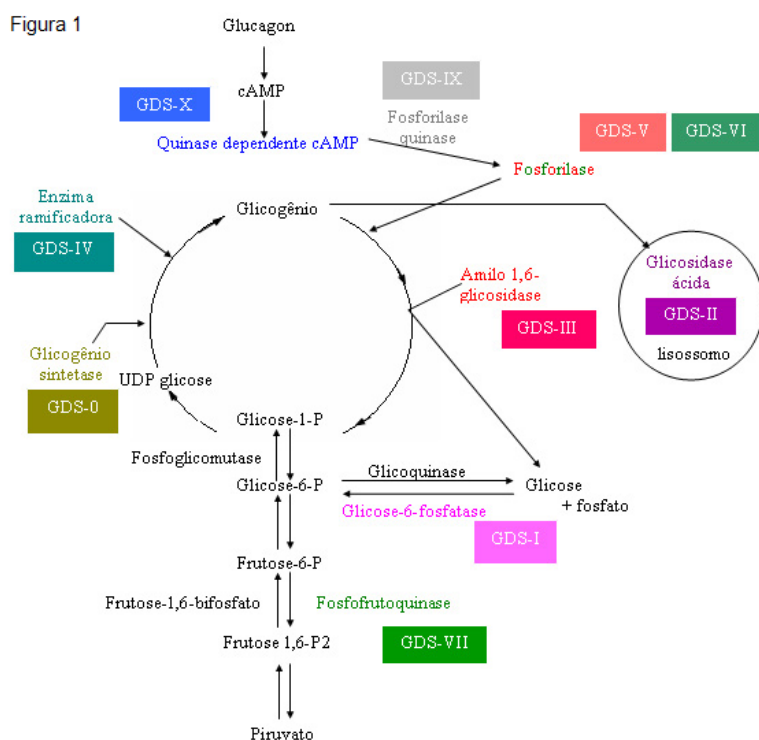 Figura 1
Glucagon
cAMP
GDS-X
GDS-IX
Fosforilase
quinase
Quinase dependente cAMP
GDS-V
GDS-VI
Fosforilase
Enzima
ramificadora
GDS-IV
Glicogênio
Glicosidase
ácida
GDS-II
lisossomo
Amilo 1,6-
glicosidase
GDS-III
Glicogênio
sintetase
GDS-0
UDP glicose
Glicose-1-P
Fosfoglicomutase
Glicose-6-P
Glicoquinase
Glicose
+ fosfato
Glicose-6-fosfatase
GDS-I
Frutose-6-P
Frutose-1,6-bifosfato
Fosfofrutoquinase
Frutose 1,6-P2
GDS-VII
Piruvato